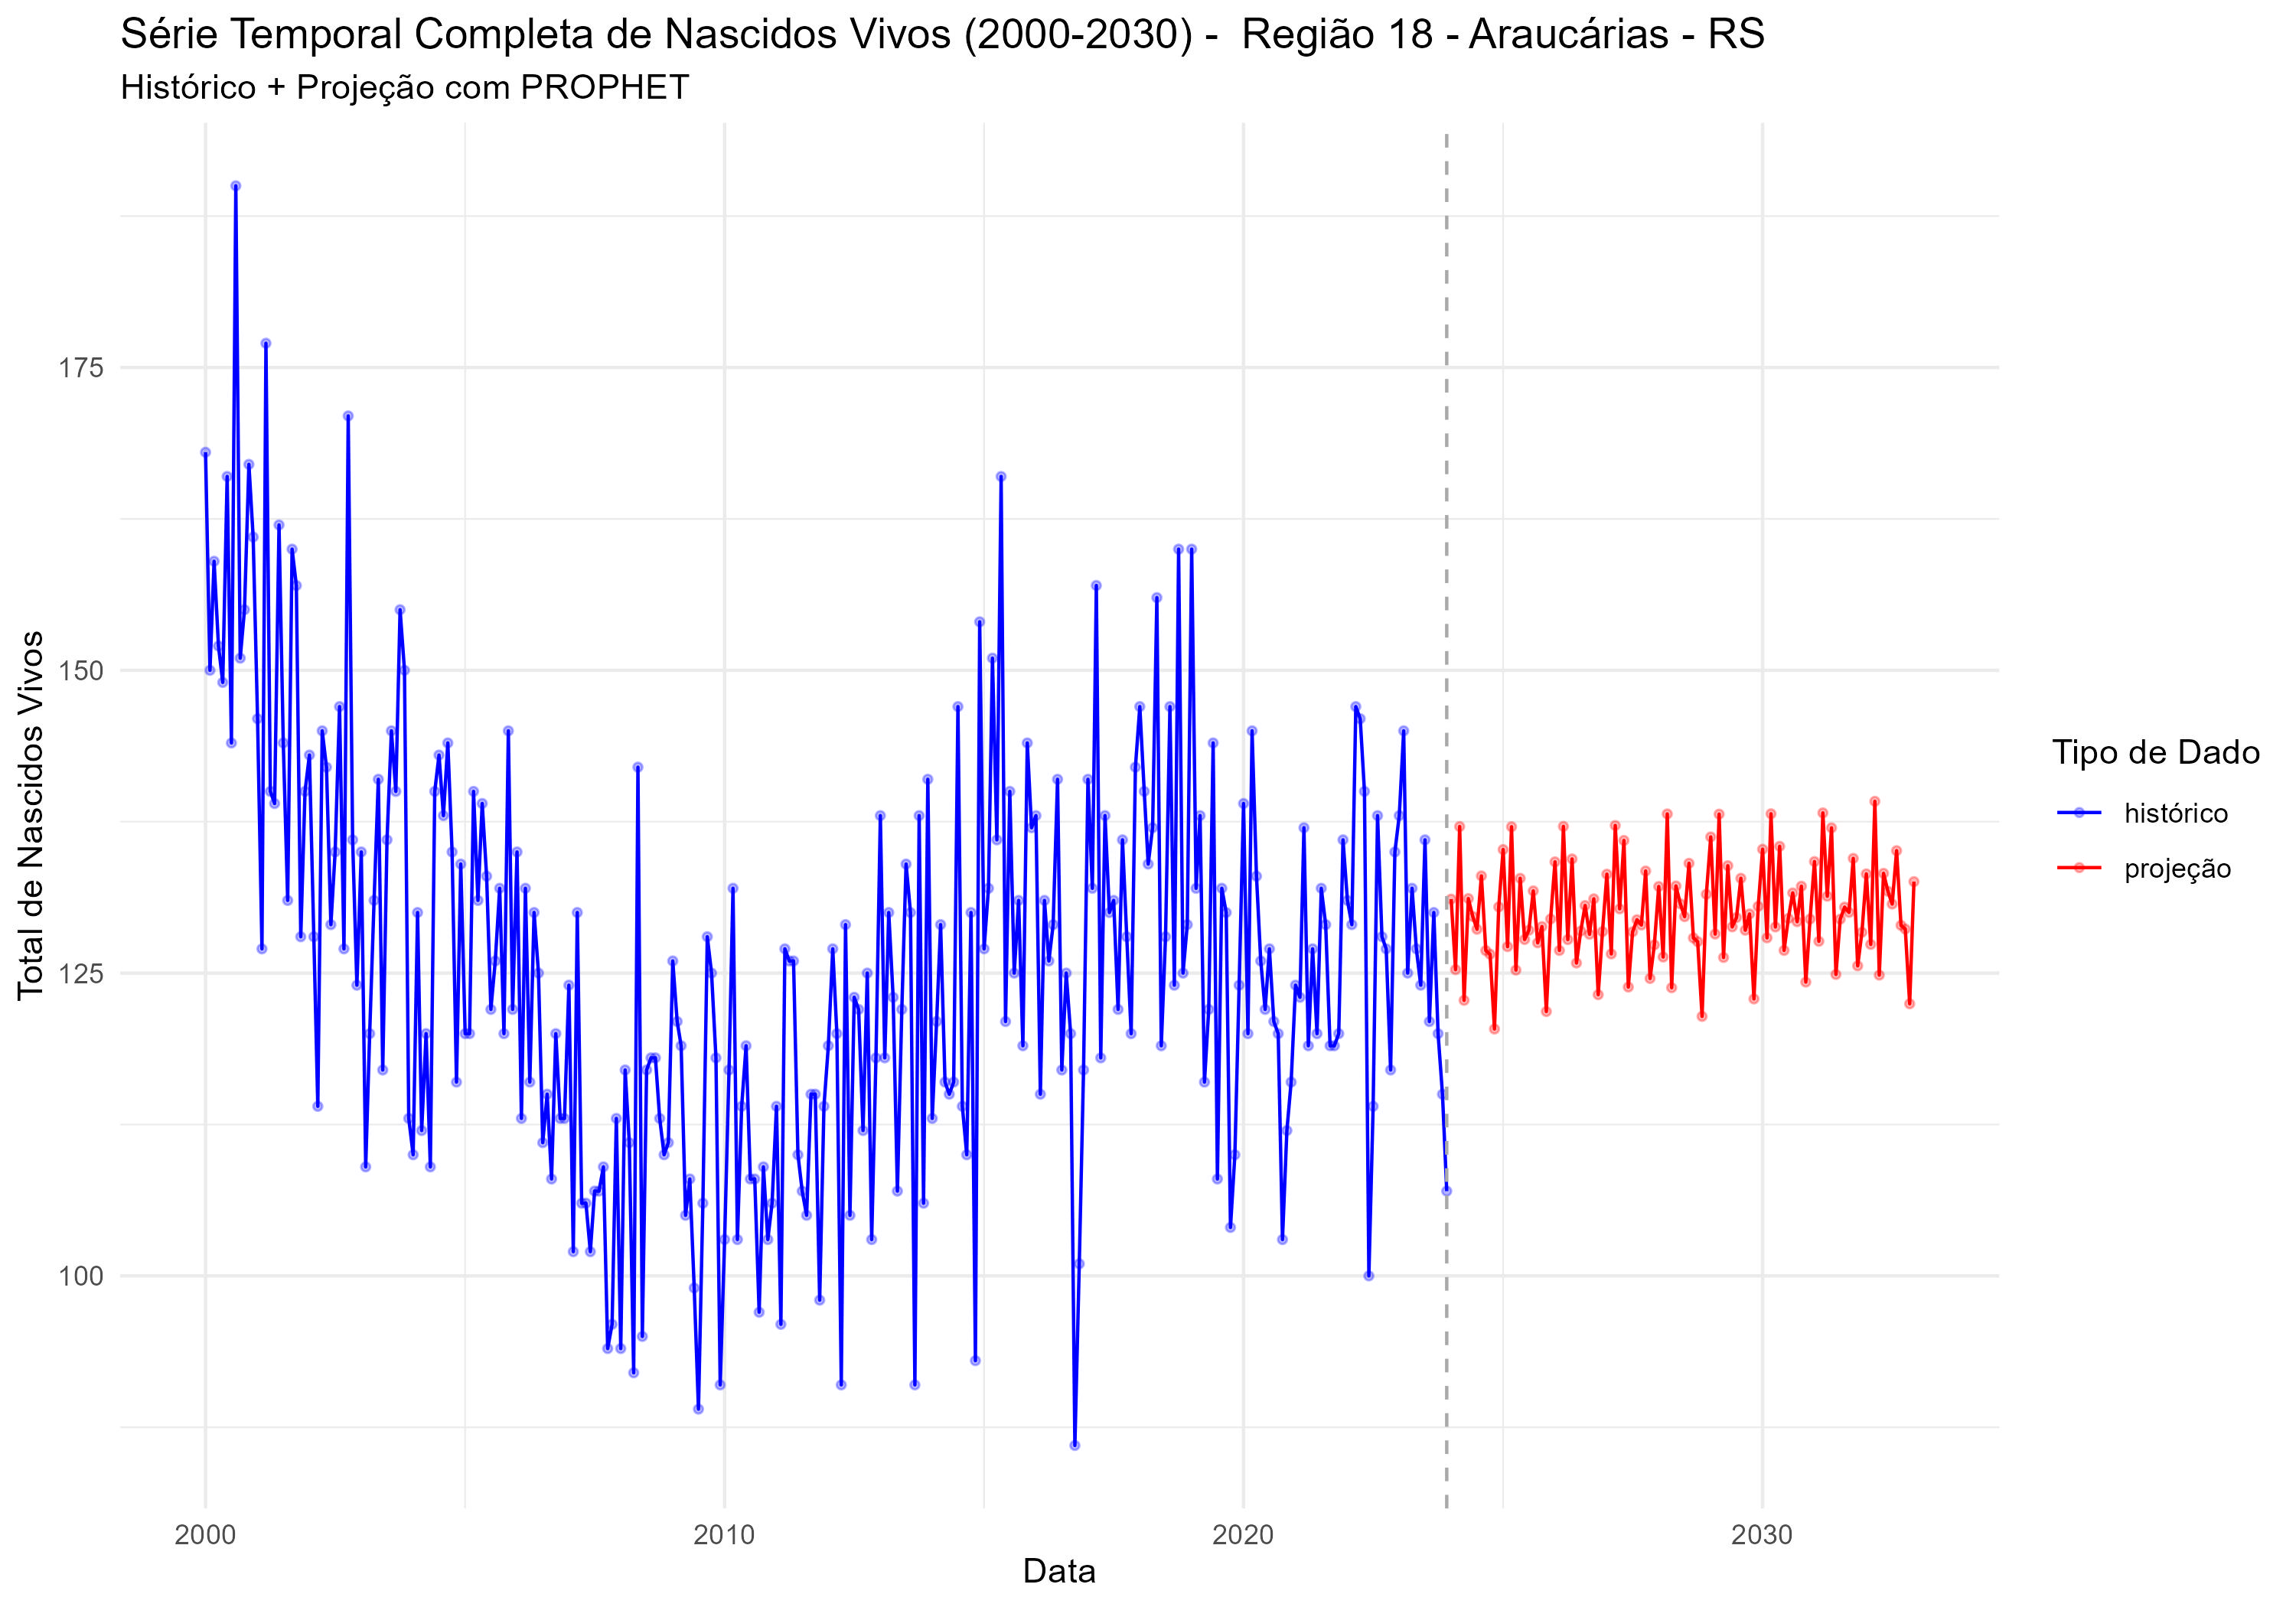 Série Temporal Completa de Nascidos Vivos (2000-2030) -  Região 18 - Araucárias - RS
Histórico + Projeção com PROPHET
Total de Nascidos Vivos
175
150
125
100
2000
2010
2020
2030
Data
Tipo de Dado
histórico
projeção